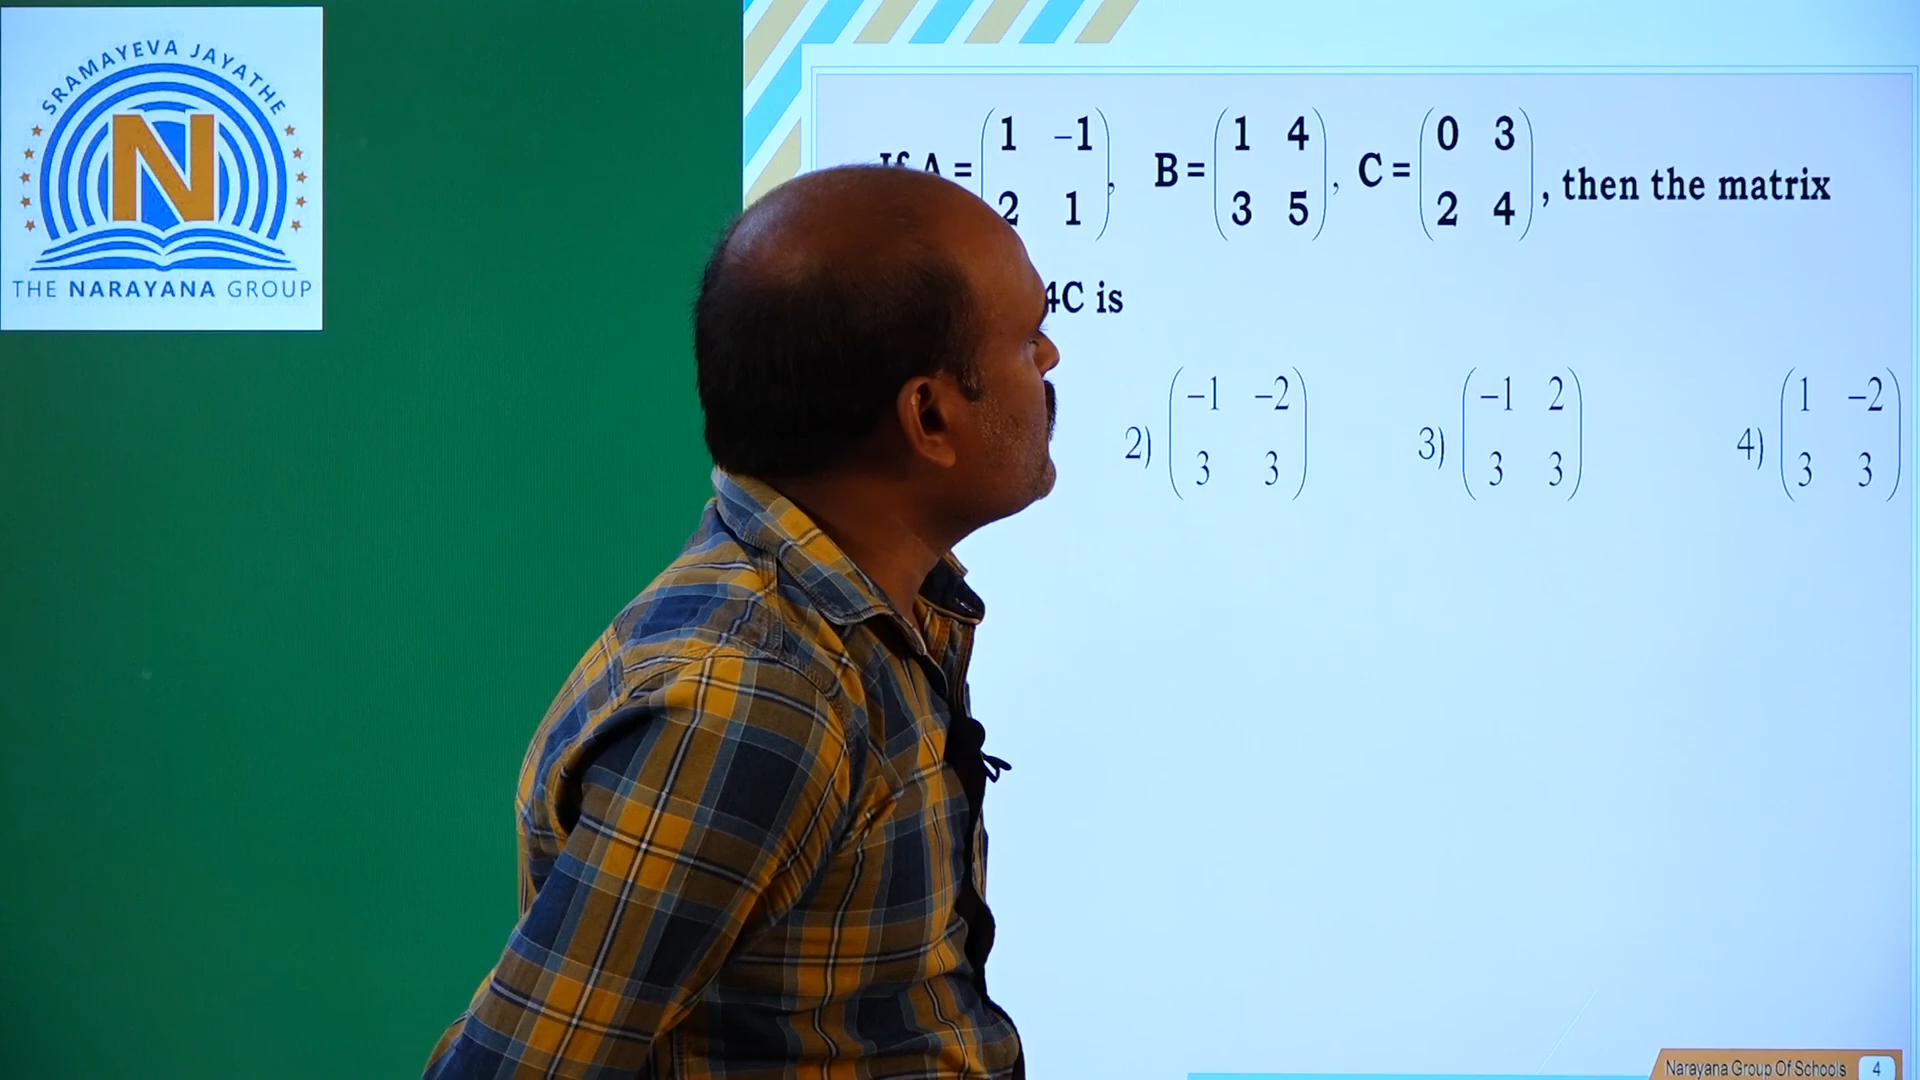 SRAMAYEVA JAYATHE
N
THE NARAYANA GROUP
= (1 -1
2 1), B = (1 4
3 5), C = (0 3
2 4), then the matrix
4C is
2) (-1 -2
3 3)
3) (-1 2
3 3)
4) (1 -2
3 3)
Narayana Group Of Schools 4